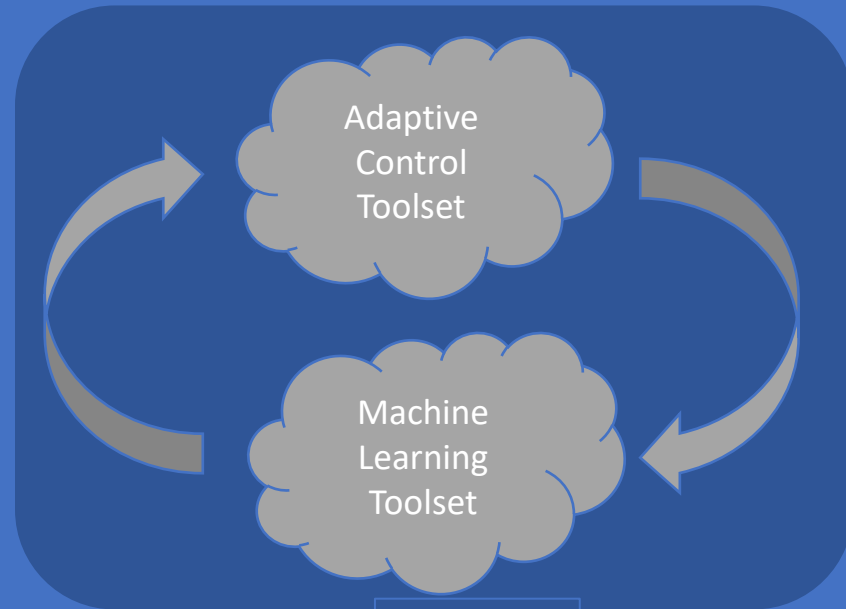 Adaptive
Control
Toolset
Machine
Learning
Toolset